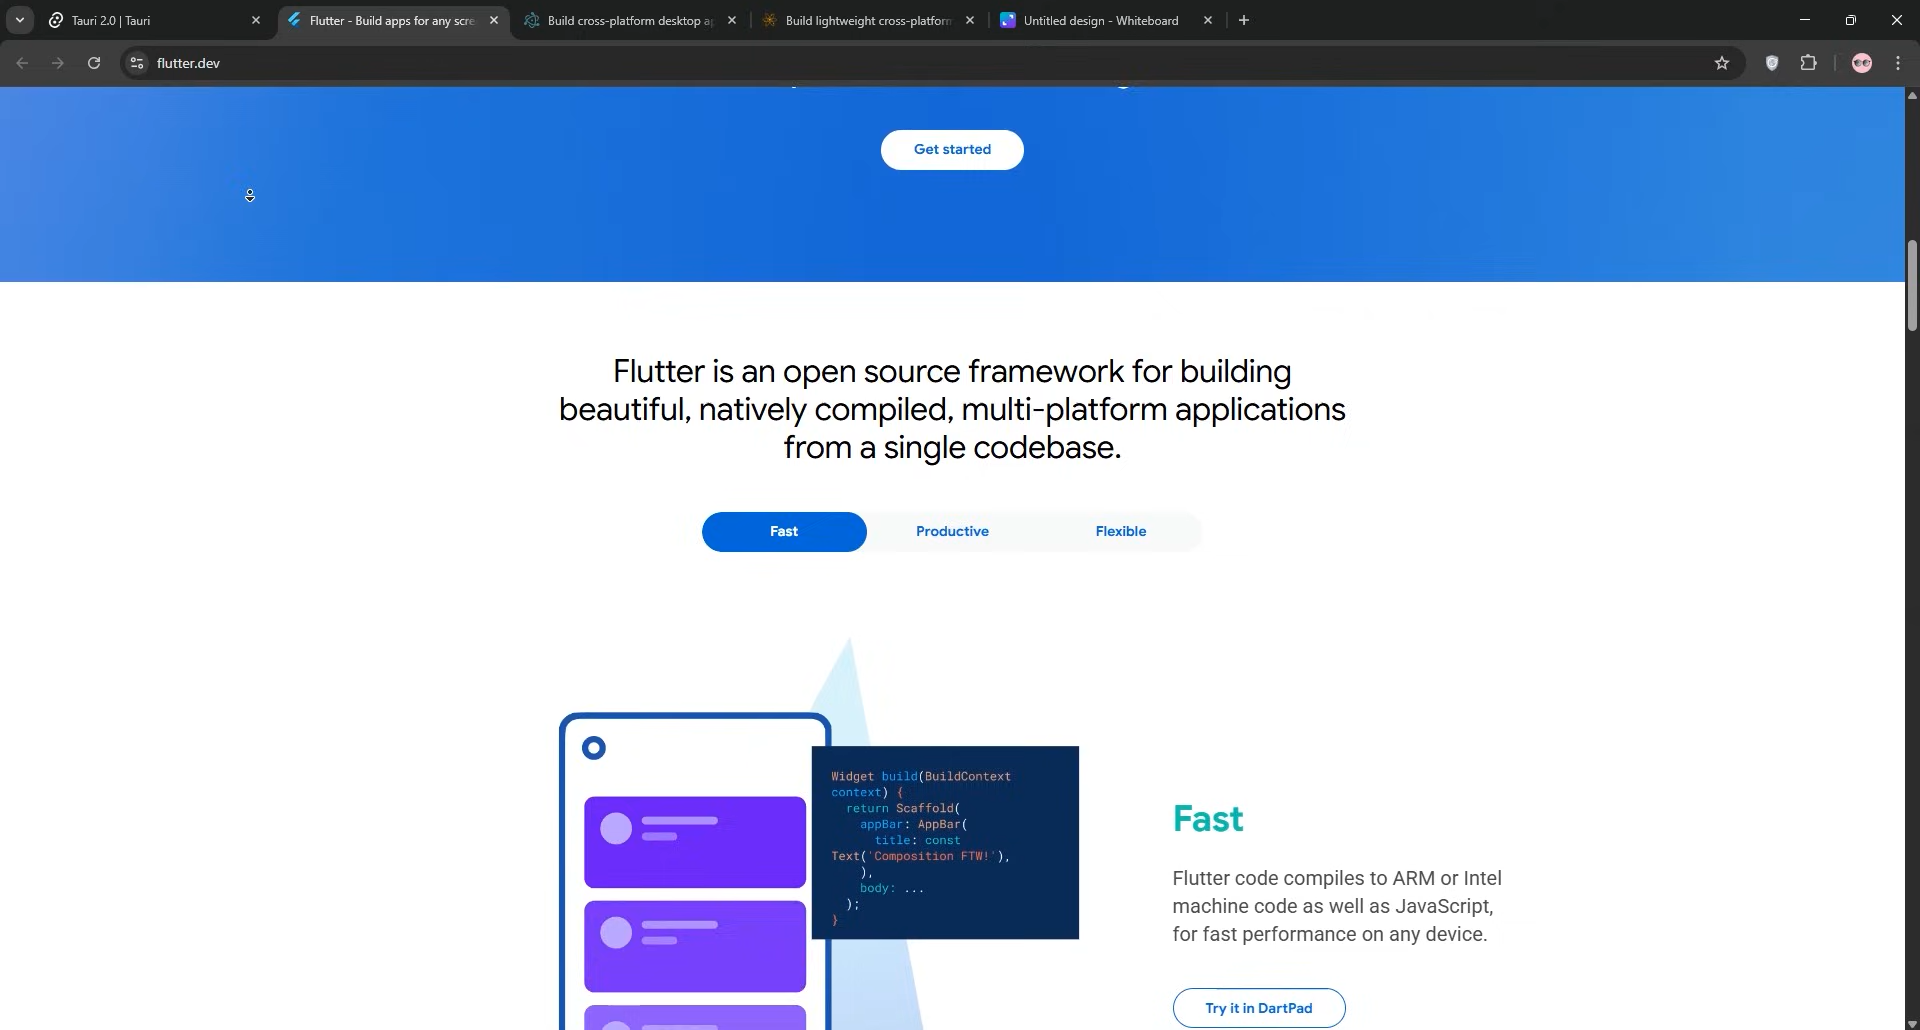 Tauri 2.0 | Tauri
Flutter - Build apps for any scre
Build cross-platform desktop a
Build lightweight cross-platform
Untitled design - Whiteboard
flutter.dev
Get started
Flutter is an open source framework for building
beautiful, natively compiled, multi-platform applications
from a single codebase.
Fast
Productive
Flexible
Widget build(BuildContext
context) {
return Scaffold(
appBar: AppBar(
title: const
Text('Composition FTW!'),
),
body: ...
);
}
Fast
Flutter code compiles to ARM or Intel
machine code as well as JavaScript,
for fast performance on any device.
Try it in DartPad